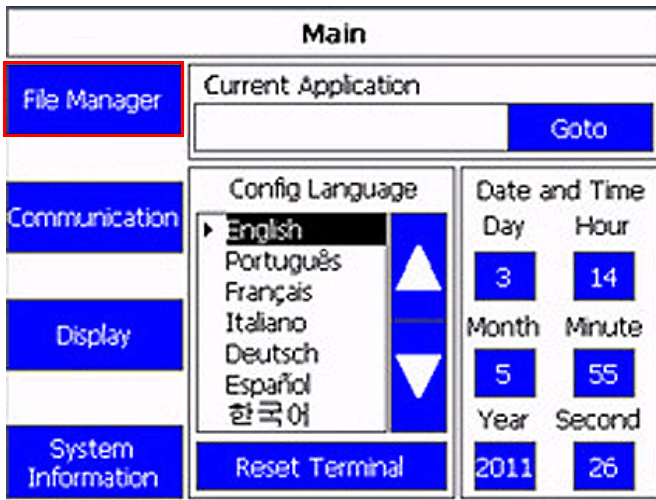 Main
File Manager
Communication
Display
System
Information
Current Application
Goto
Config Language
English
Português
Français
Italiano
Deutsch
Español
한국어
Reset Terminal
Date and Time
Day Hour
3 14
Month Minute
5 55
Year Second
2011 26